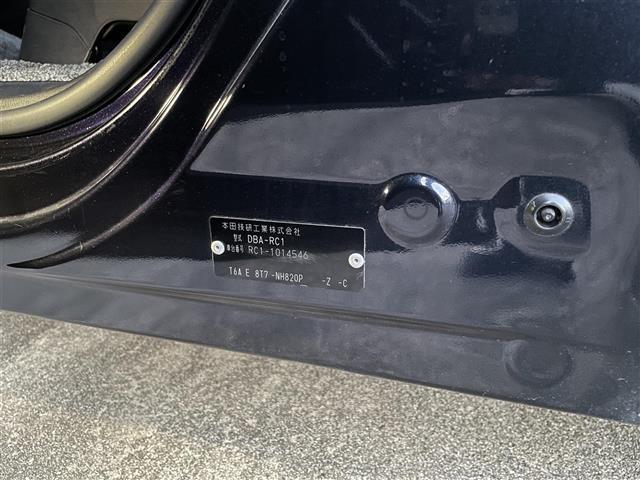 本田技研工業株式会社
型式 DBA-RC1
車台番号 RC1-1014546
T6A E 8T7 -NH820P_ -Z -C